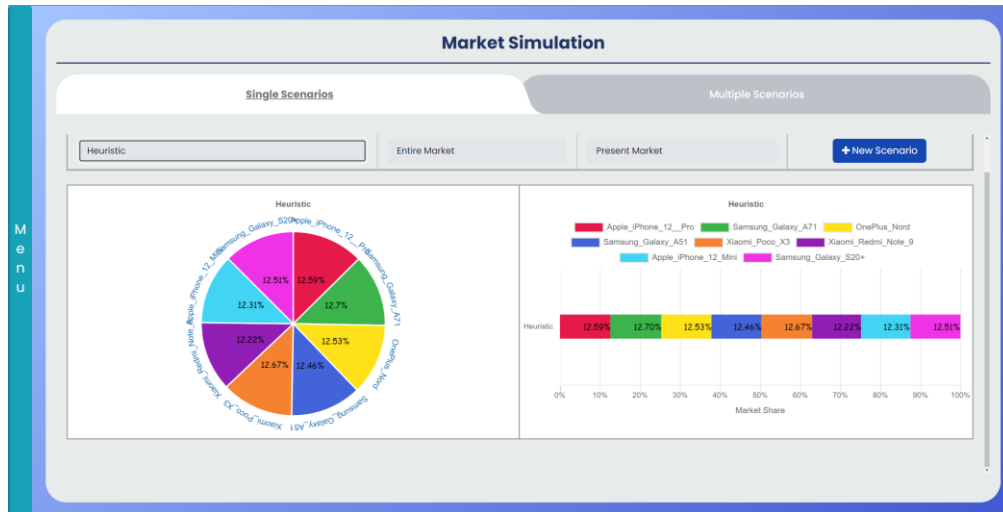 Market Simulation
Single Scenarios
Multiple Scenarios
Heuristic
Entire Market
Present Market
+ New Scenario
Menu
Heuristic
Apple_iPhone_12__Pro
Samsung_Galaxy_A71
OnePlus_Nord
Samsung_Galaxy_A51
Xiaomi_Poco_X3
Xiaomi_Redmi_Note_9
Apple_iPhone_12_Mini
Samsung_Galaxy_S20+
12.59%
12.7%
12.53%
12.46%
12.67%
12.22%
12.31%
12.51%
Heuristic
Apple_iPhone_12__Pro Samsung_Galaxy_A71 OnePlus_Nord
Samsung_Galaxy_A51 Xiaomi_Poco_X3 Xiaomi_Redmi_Note_9
Apple_iPhone_12_Mini Samsung_Galaxy_S20+
Heuristic 12.59% 12.70% 12.53% 12.46% 12.67% 12.22% 12.31% 12.51%
0% 10% 20% 30% 40% 50% 60% 70% 80% 90% 100%
Market Share